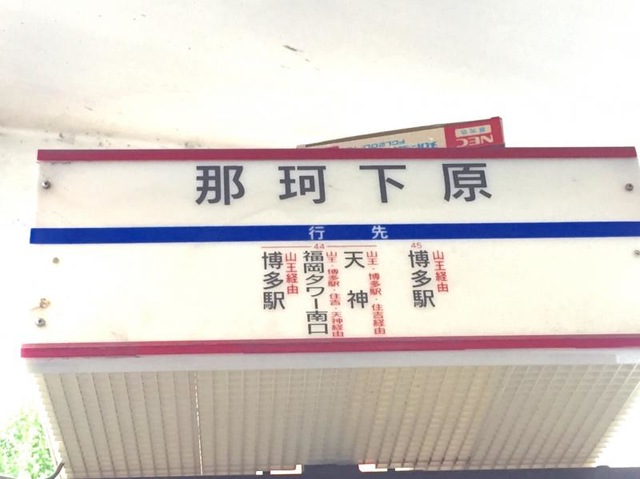 NEC
那珂下原
行先
45
博多駅
山王経由
44
天神
山王・博多駅・住吉経由
福岡タワー南口
山王・博多駅・住吉・天神経由
博多駅
山王経由